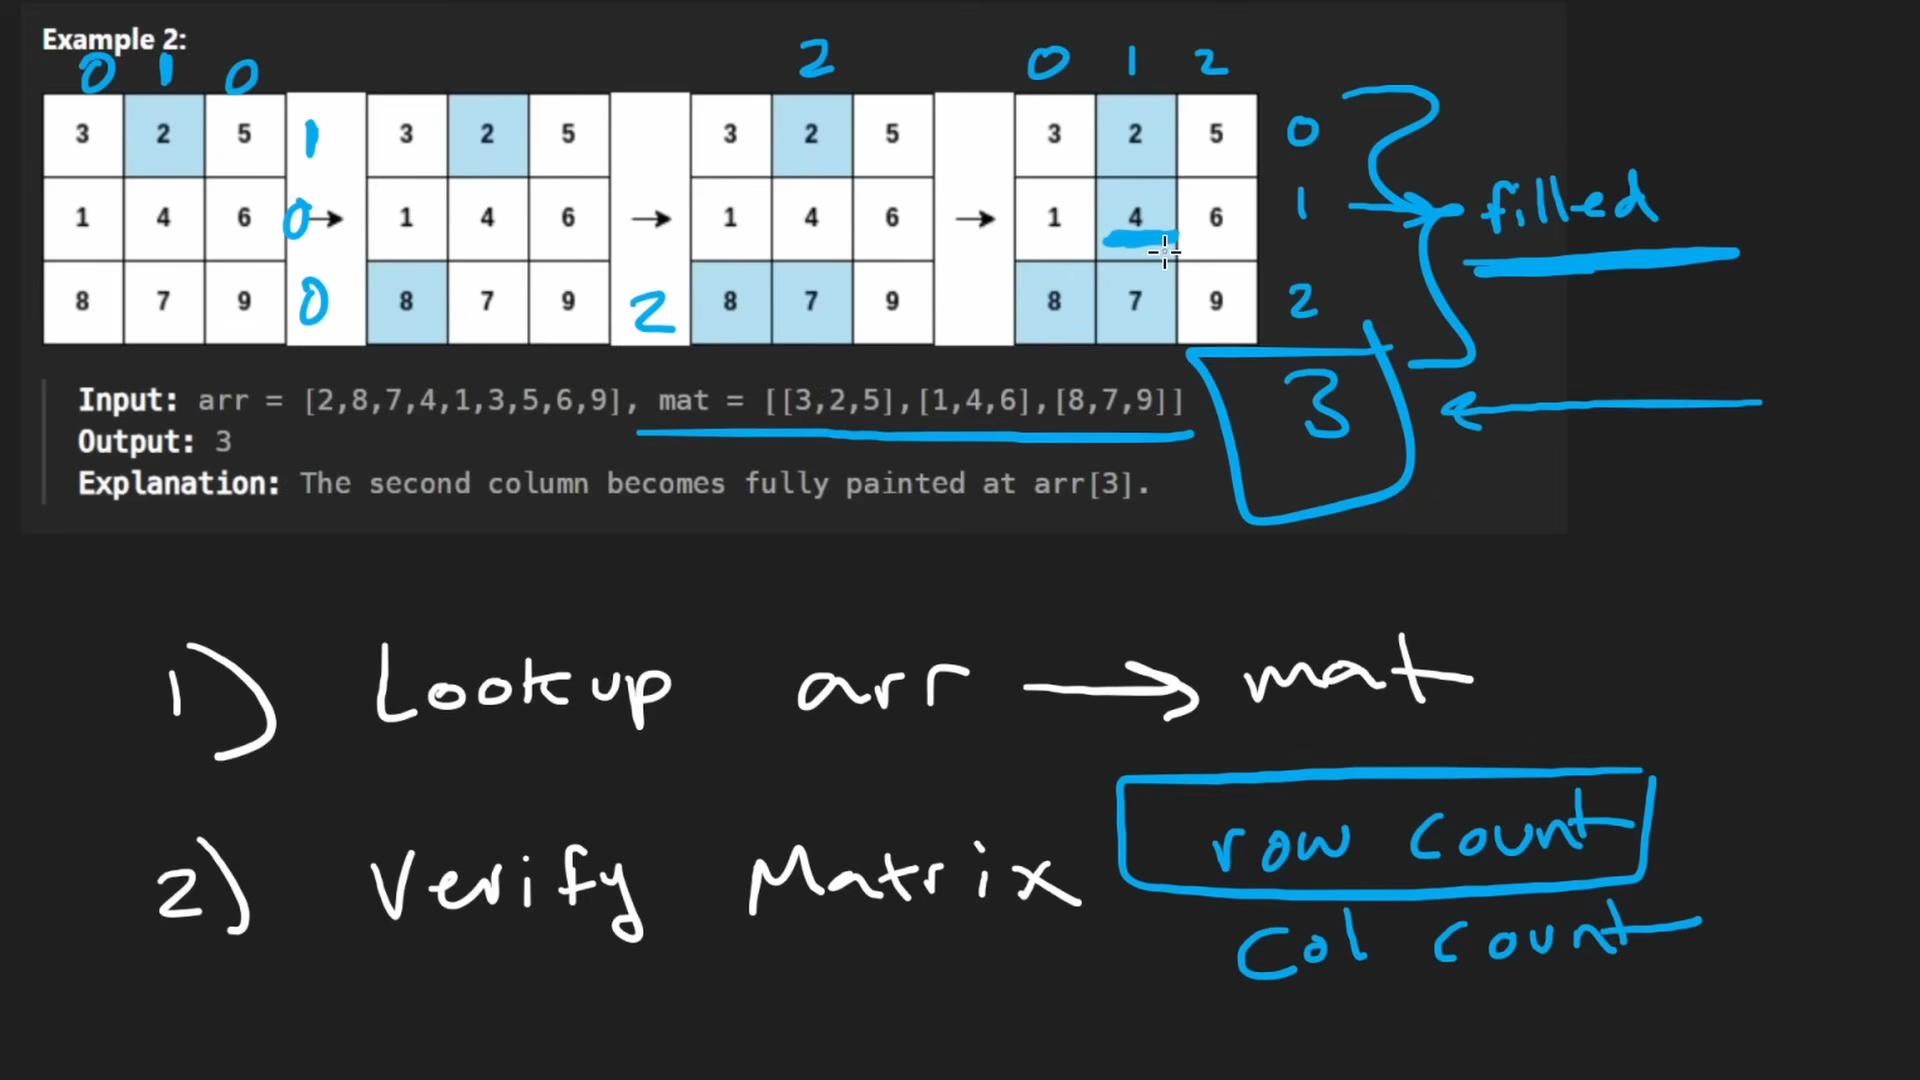 Example 2:
0 1 0 2 0 1 2
3 2 5 1 3 2 5 3 2 5 3 2 5 0
1 4 6 0 → 1 4 6 → 1 4 6 → 1 4 6 1 filled
8 7 9 0 8 7 9 2 8 7 9 8 7 9 2
Input: arr = [2,8,7,4,1,3,5,6,9], mat = [[3,2,5],[1,4,6],[8,7,9]] 3
Output: 3
Explanation: The second column becomes fully painted at arr[3].
1) Lookup arr → mat
2) Verify Matrix row count
col count